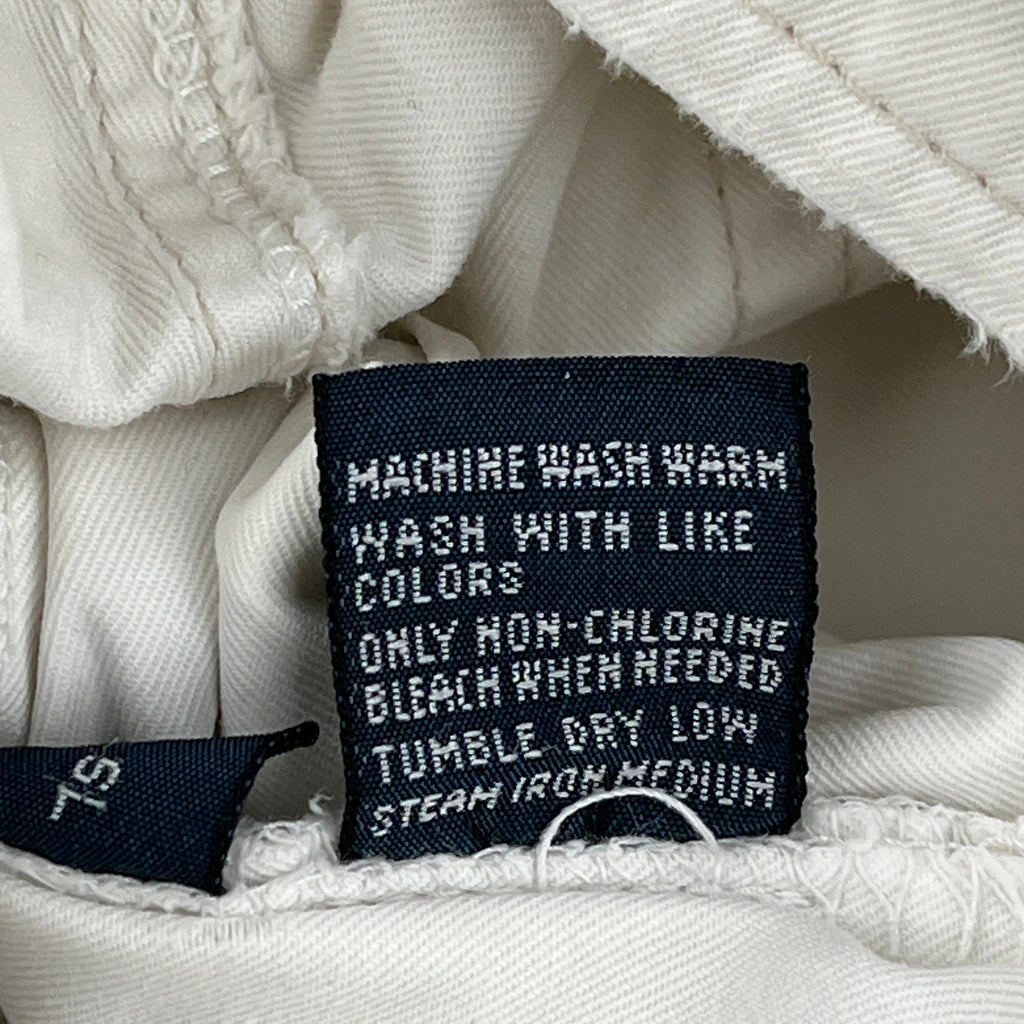 MACHINE WASH WARM
WASH WITH LIKE
COLORS
ONLY NON-CHLORINE
BLEACH WHEN NEEDED
TUMBLE DRY LOW
STEAM IRON MEDIUM